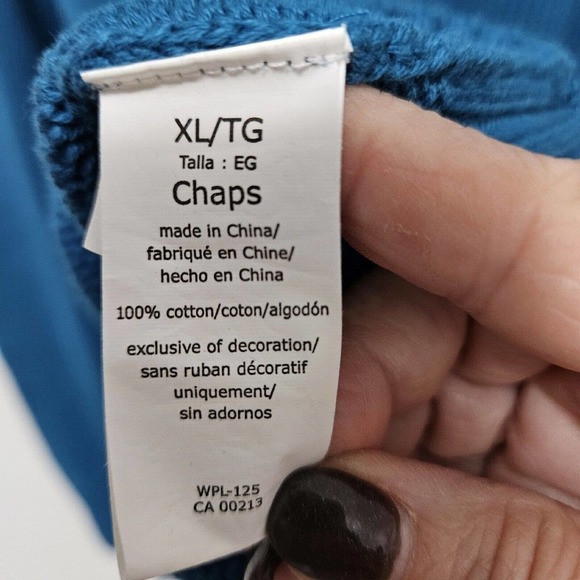 XL/TG
Talla : EG
Chaps
made in China/
fabriqué en Chine/
hecho en China
100% cotton/coton/algodón
exclusive of decoration/
sans ruban décoratif
uniquement/
sin adornos
WPL-125
CA 00213